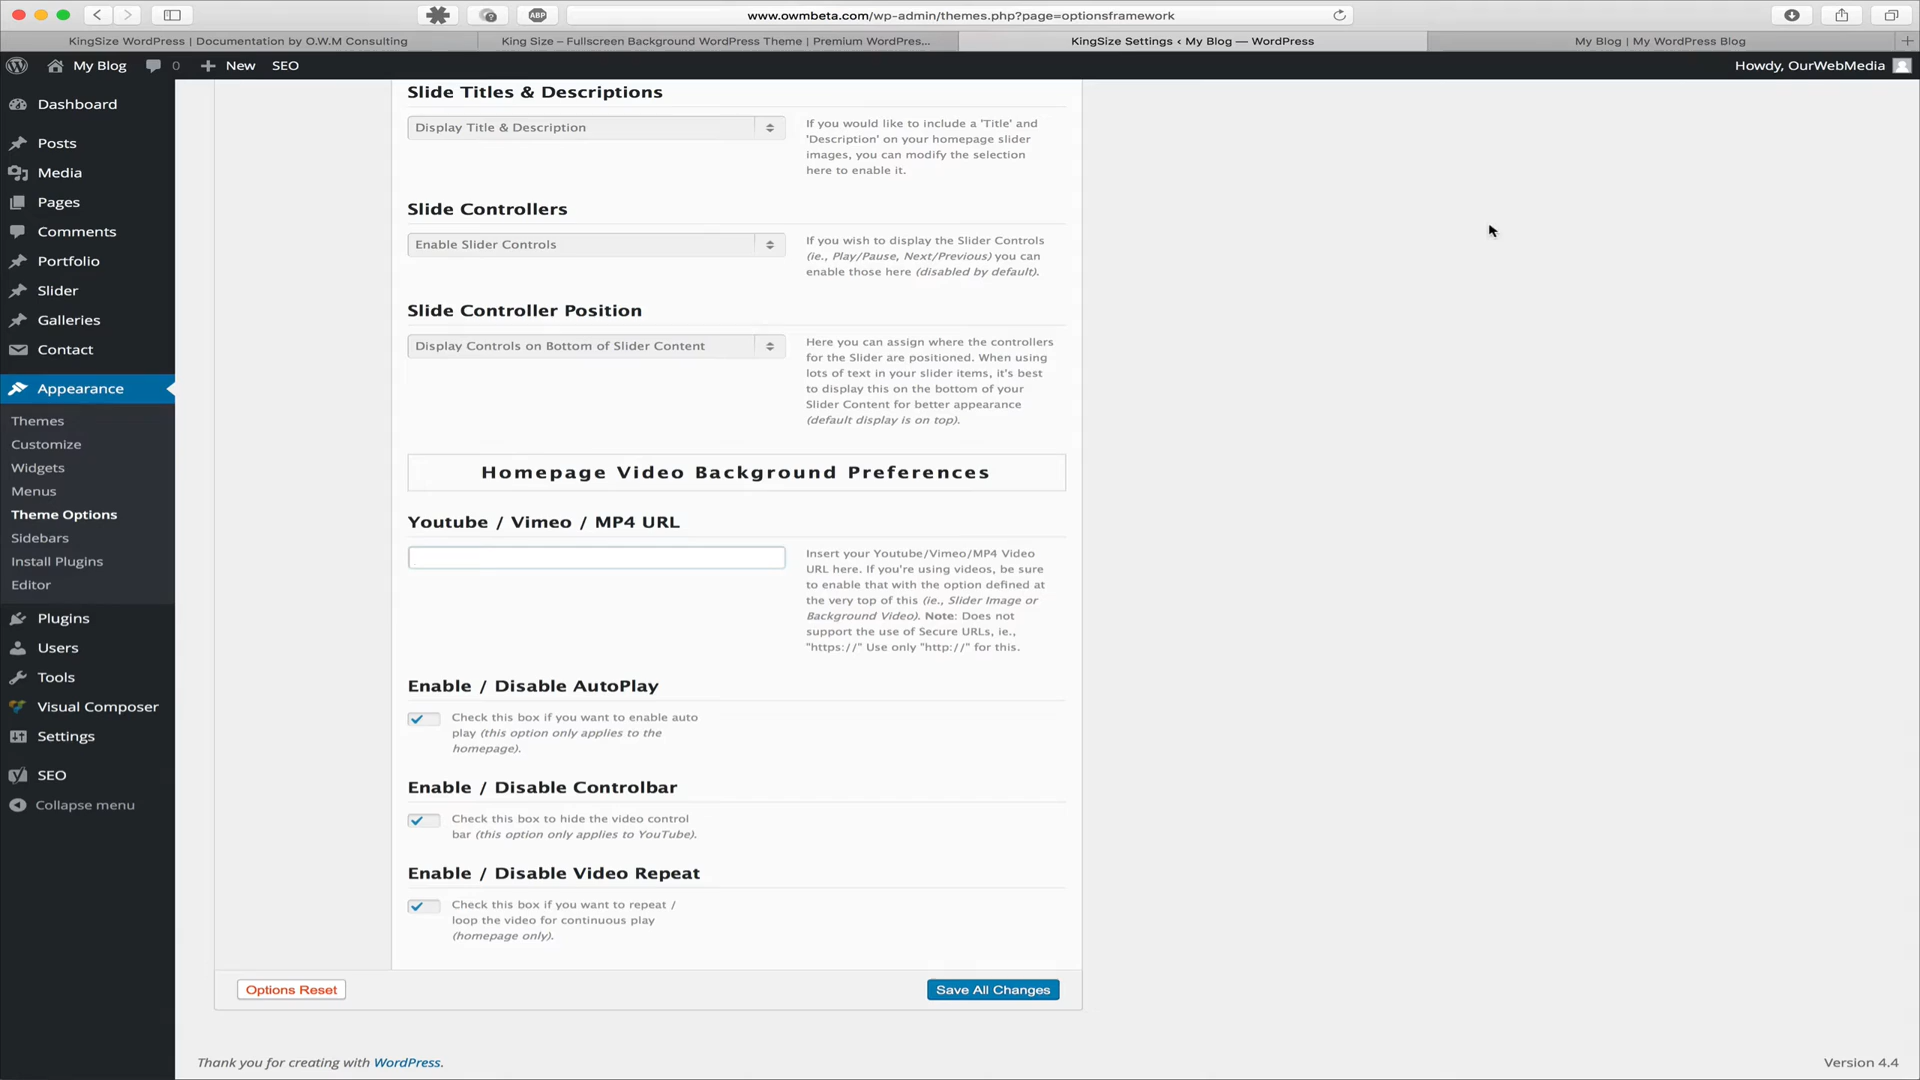 www.owmbeta.com/wp-admin/themes.php?page=optionsframework
ABP
KingSize WordPress | Documentation by O.W.M Consulting
King Size – Fullscreen Background WordPress Theme | Premium WordPres...
KingSize Settings ‹ My Blog — WordPress
My Blog | My WordPress Blog
My Blog
0
New
SEO
Howdy, OurWebMedia
Dashboard
Posts
Media
Pages
Comments
Portfolio
Slider
Galleries
Contact
Appearance
Themes
Customize
Widgets
Menus
Theme Options
Sidebars
Install Plugins
Editor
Plugins
Users
Tools
Visual Composer
Settings
SEO
Collapse menu
Slide Titles & Descriptions
Display Title & Description
If you would like to include a 'Title' and
'Description' on your homepage slider
images, you can modify the selection
here to enable it.
Slide Controllers
Enable Slider Controls
If you wish to display the Slider Controls
(ie., Play/Pause, Next/Previous) you can
enable those here (disabled by default).
Slide Controller Position
Display Controls on Bottom of Slider Content
Here you can assign where the controllers
for the Slider are positioned. When using
lots of text in your slider items, it's best
to display this on the bottom of your
Slider Content for better appearance
(default display is on top).
Homepage Video Background Preferences
Youtube / Vimeo / MP4 URL
Insert your Youtube/Vimeo/MP4 Video
URL here. If you're using videos, be sure
to enable that with the option defined at
the very top of this (ie., Slider Image or
Background Video). Note: Does not
support the use of Secure URLs, ie.,
"https://" Use only "http://" for this.
Enable / Disable AutoPlay
Check this box if you want to enable auto
play (this option only applies to the
homepage).
Enable / Disable Controlbar
Check this box to hide the video control
bar (this option only applies to YouTube).
Enable / Disable Video Repeat
Check this box if you want to repeat /
loop the video for continuous play
(homepage only).
Options Reset
Save All Changes
Thank you for creating with WordPress.
Version 4.4